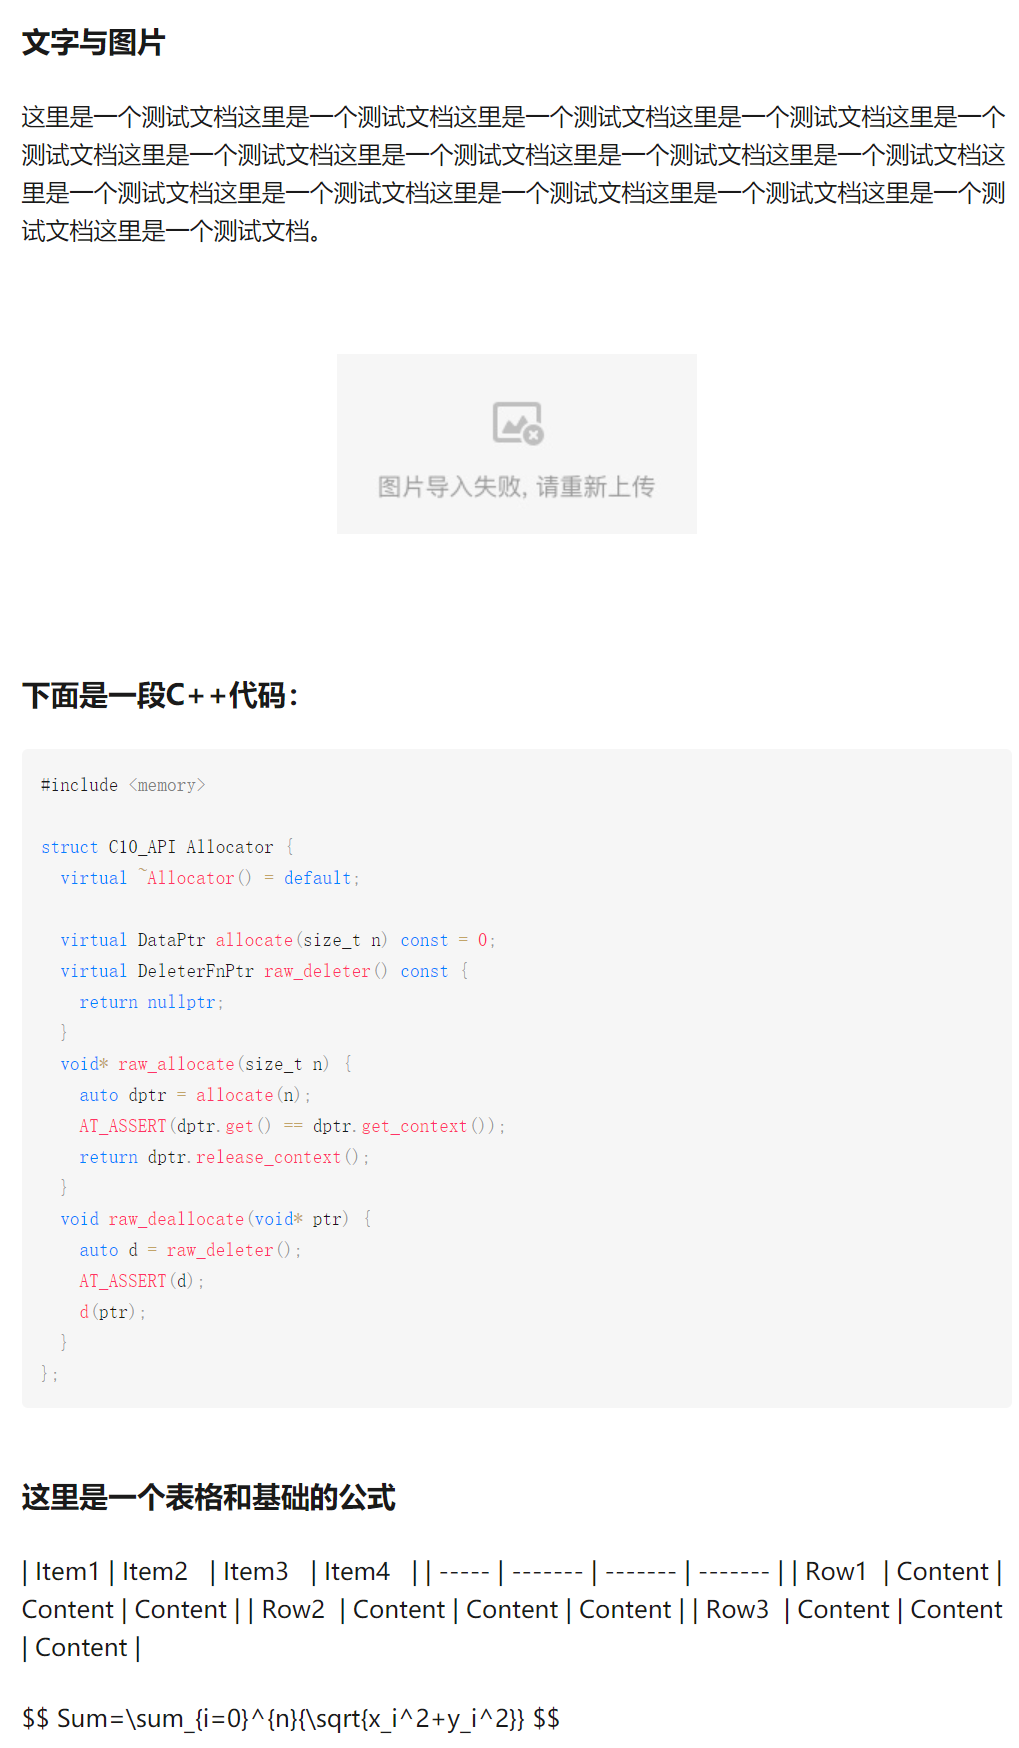 文字与图片
这里是一个测试文档这里是一个测试文档这里是一个测试文档这里是一个测试文档这里是一个
测试文档这里是一个测试文档这里是一个测试文档这里是一个测试文档这里是一个测试文档这
里是一个测试文档这里是一个测试文档这里是一个测试文档这里是一个测试文档这里是一个测
试文档这里是一个测试文档。
图片导入失败, 请重新上传
下面是一段C++代码：
#include <memory>
struct C10_API Allocator {
  virtual ~Allocator() = default;
  virtual DataPtr allocate(size_t n) const = 0;
  virtual DeleterFnPtr raw_deleter() const {
    return nullptr;
  }
  void* raw_allocate(size_t n) {
    auto dptr = allocate(n);
    AT_ASSERT(dptr.get() == dptr.get_context());
    return dptr.release_context();
  }
  void raw_deallocate(void* ptr) {
    auto d = raw_deleter();
    AT_ASSERT(d);
    d(ptr);
  }
};
这里是一个表格和基础的公式
| Item1 | Item2   | Item3   | Item4   | | ----- | ------- | ------- | ------- | | Row1  | Content |
Content | Content | | Row2  | Content | Content | Content | | Row3  | Content | Content
| Content |
$$ Sum=\sum_{i=0}^{n}{\sqrt{x_i^2+y_i^2}} $$